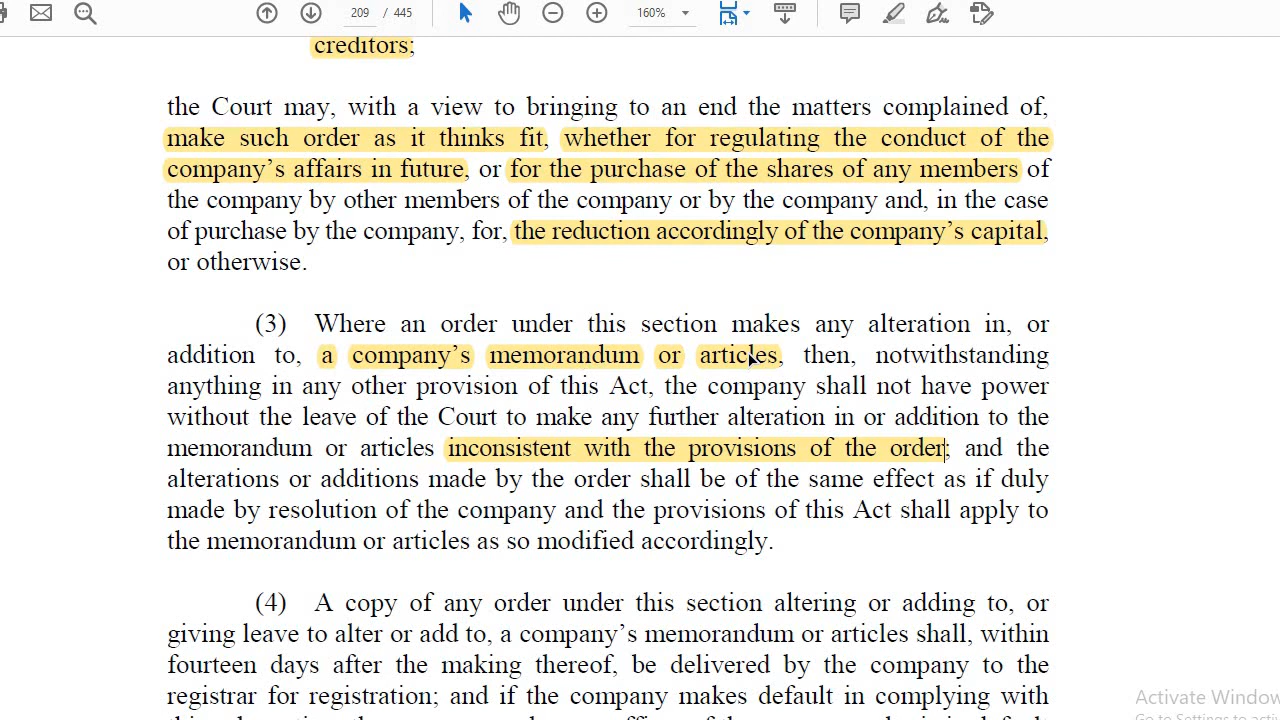 209 / 445
160%
creditors;
the Court may, with a view to bringing to an end the matters complained of,
make such order as it thinks fit, whether for regulating the conduct of the
company’s affairs in future, or for the purchase of the shares of any members of
the company by other members of the company or by the company and, in the case
of purchase by the company, for, the reduction accordingly of the company’s capital,
or otherwise.
(3) Where an order under this section makes any alteration in, or
addition to, a company’s memorandum or articles, then, notwithstanding
anything in any other provision of this Act, the company shall not have power
without the leave of the Court to make any further alteration in or addition to the
memorandum or articles inconsistent with the provisions of the order; and the
alterations or additions made by the order shall be of the same effect as if duly
made by resolution of the company and the provisions of this Act shall apply to
the memorandum or articles as so modified accordingly.
(4) A copy of any order under this section altering or adding to, or
giving leave to alter or add to, a company’s memorandum or articles shall, within
fourteen days after the making thereof, be delivered by the company to the
registrar for registration; and if the company makes default in complying with
Activate Window